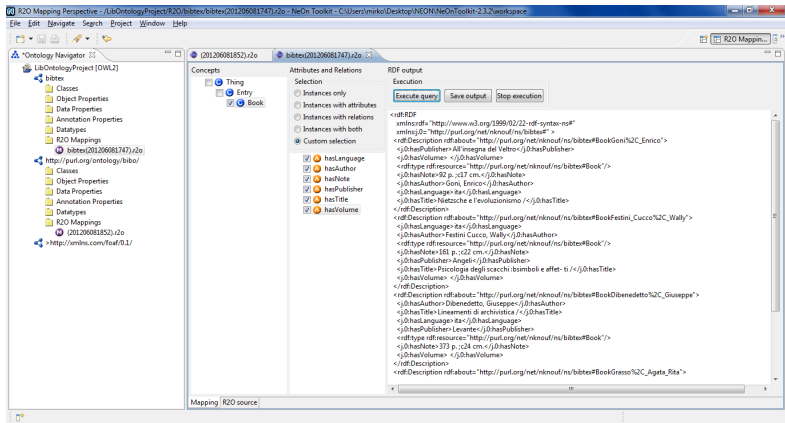 R2O Mapping Perspective - /LibOntologyProject/R2O/bibtex/bibtex(201206081747).r2o - NeOn Toolkit - C:\Users\mirko\Desktop\NEON\NeOnToolkit-2.3.2\workspace
File Edit Navigate Search Project Window Help
R2O Mappin...
*Ontology Navigator
LibOntologyProject [OWL2]
bibtex
Classes
Object Properties
Data Properties
Annotation Properties
Datatypes
R2O Mappings
bibtex(201206081747).r2o
http://purl.org/ontology/bibo/
Classes
Object Properties
Data Properties
Annotation Properties
Datatypes
R2O Mappings
(201206081852).r2o
>http://xmlns.com/foaf/0.1/
(201206081852).r2o
bibtex(201206081747).r2o
Concepts
Thing
Entry
Book
Attributes and Relations
Selection
Instances only
Instances with attributes
Instances with relations
Instances with both
Custom selection
hasLanguage
hasAuthor
hasNote
hasPublisher
hasTitle
hasVolume
RDF output
Execution
Execute query Save output Stop execution
<rdf:RDF
xmlns:rdf="http://www.w3.org/1999/02/22-rdf-syntax-ns#"
xmlns:j.0="http://purl.org/net/nknouf/ns/bibtex#" >
<rdf:Description rdf:about="http://purl.org/net/nknouf/ns/bibtex#BookGoni%2C_Enrico">
<j.0:hasPublisher>All'insegna del Veltro</j.0:hasPublisher>
<j.0:hasVolume> </j.0:hasVolume>
<rdf:type rdf:resource="http://purl.org/net/nknouf/ns/bibtex#Book"/>
<j.0:hasNote>92 p. ;c17 cm.</j.0:hasNote>
<j.0:hasAuthor>Goni, Enrico</j.0:hasAuthor>
<j.0:hasLanguage>ita</j.0:hasLanguage>
<j.0:hasTitle> Nietzsche e l'evoluzionismo /</j.0:hasTitle>
</rdf:Description>
<rdf:Description rdf:about="http://purl.org/net/nknouf/ns/bibtex#BookFestini_Cucco%2C_Wally">
<j.0:hasLanguage>ita</j.0:hasLanguage>
<j.0:hasAuthor>Festini Cucco, Wally</j.0:hasAuthor>
<rdf:type rdf:resource="http://purl.org/net/nknouf/ns/bibtex#Book"/>
<j.0:hasNote>161 p. ;c22 cm.</j.0:hasNote>
<j.0:hasPublisher>Angeli</j.0:hasPublisher>
<j.0:hasTitle>Psicologia degli scacchi :bsimboli e affet- ti /</j.0:hasTitle>
<j.0:hasVolume> </j.0:hasVolume>
</rdf:Description>
<rdf:Description rdf:about="http://purl.org/net/nknouf/ns/bibtex#BookDibenedetto%2C_Giuseppe">
<j.0:hasAuthor>Dibenedetto, Giuseppe</j.0:hasAuthor>
<j.0:hasTitle>Lineamenti di archivistica /</j.0:hasTitle>
<j.0:hasLanguage>ita</j.0:hasLanguage>
<j.0:hasPublisher>Levante</j.0:hasPublisher>
<rdf:type rdf:resource="http://purl.org/net/nknouf/ns/bibtex#Book"/>
<j.0:hasNote>373 p. ;c24 cm.</j.0:hasNote>
<j.0:hasVolume> </j.0:hasVolume>
</rdf:Description>
<rdf:Description rdf:about="http://purl.org/net/nknouf/ns/bibtex#BookGrasso%2C_Agata_Rita">
Mapping R2O source